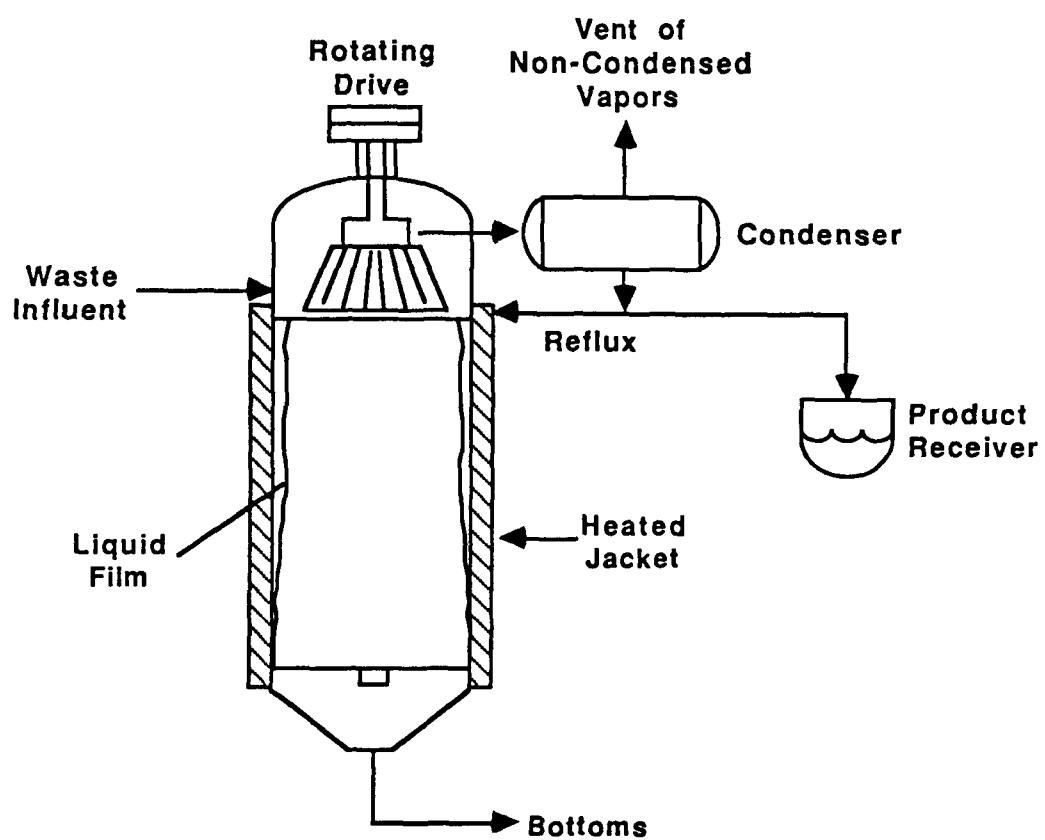 Vent of
Non-Condensed
Vapors
Rotating
Drive
Condenser
Waste
Influent
Reflux
Product
Receiver
Heated
Jacket
Liquid
Film
Bottoms